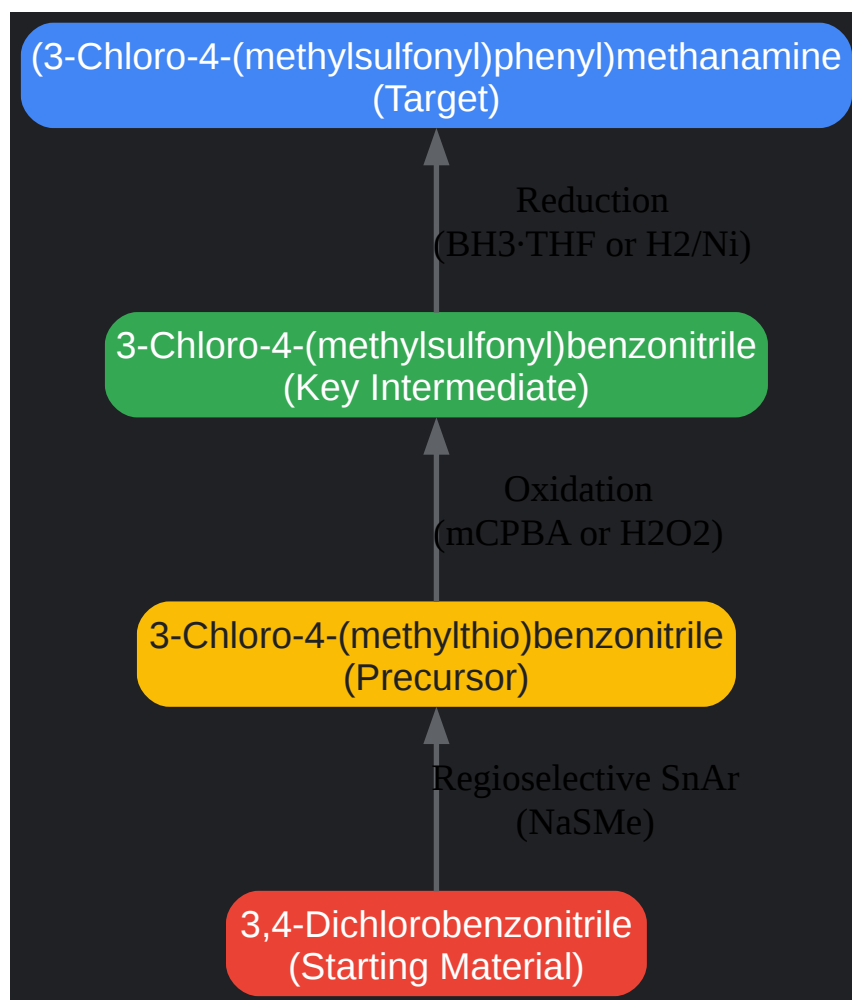 (3-Chloro-4-(methylsulfonyl)phenyl)methanamine
(Target)
Reduction
(BH3·THF or H2/Ni)
3-Chloro-4-(methylsulfonyl)benzonitrile
(Key Intermediate)
Oxidation
(mCPBA or H2O2)
3-Chloro-4-(methylthio)benzonitrile
(Precursor)
Regioselective SnAr
(NaSMe)
3,4-Dichlorobenzonitrile
(Starting Material)